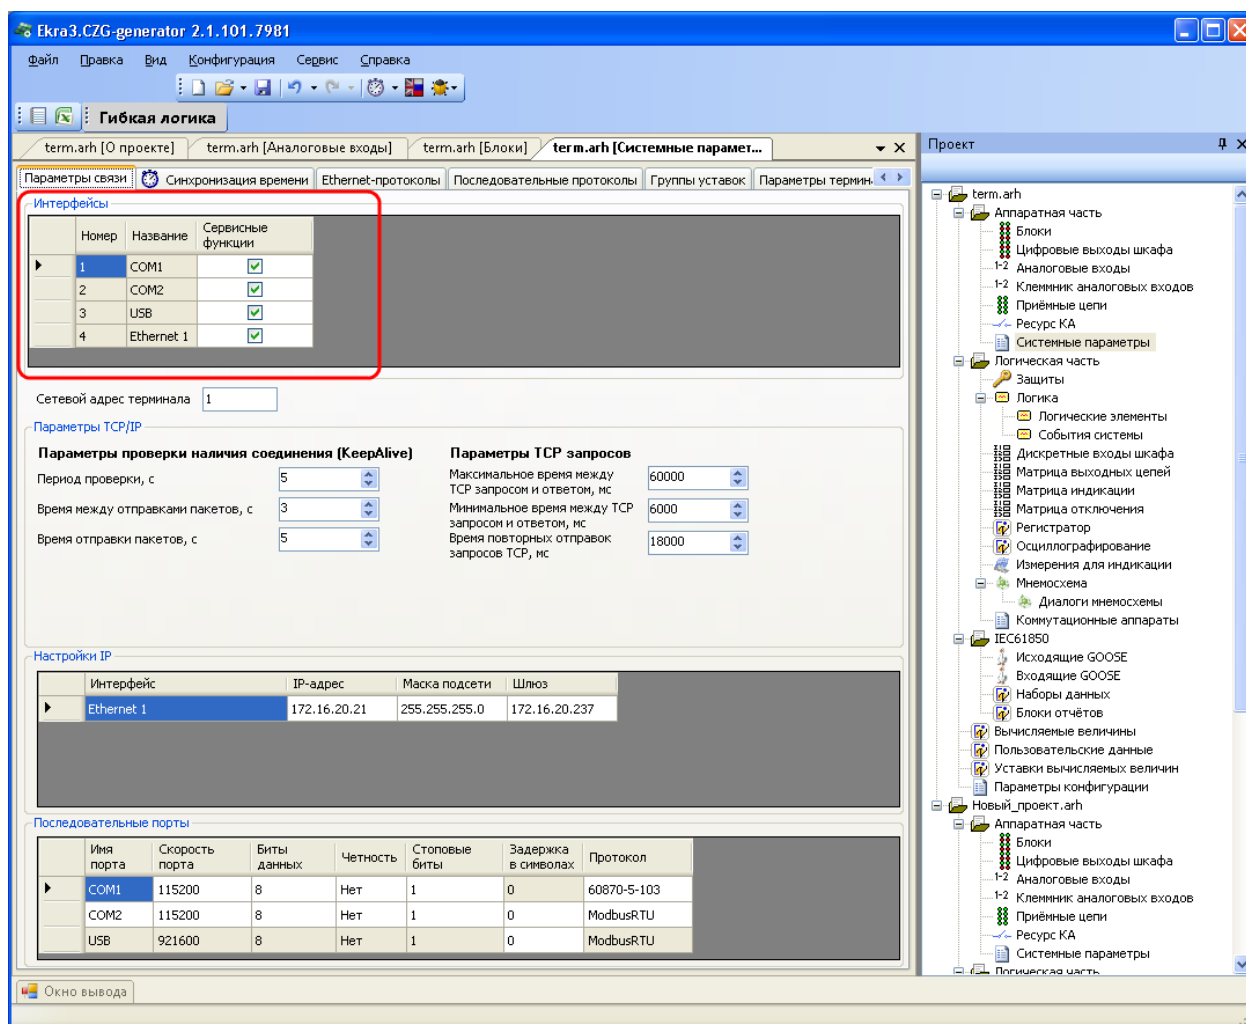 Ekra3.CZG-generator 2.1.101.7981
Файл Правка Вид Конфигурация Сервис Справка
Гибкая логика
term.arh [О проекте] term.arh [Аналоговые входы] term.arh [Блоки] term.arh [Системные парамет...
Параметры связи Синхронизация времени Ethernet-протоколы Последовательные протоколы Группы уставок Параметры термин
Интерфейсы
Номер Название Сервисные функции
1 COM1
2 COM2
3 USB
4 Ethernet 1
Сетевой адрес терминала 1
Параметры TCP/IP
Параметры проверки наличия соединения (KeepAlive)
Период проверки, с 5
Время между отправками пакетов, с 3
Время отправки пакетов, с 5
Параметры TCP запросов
Максимальное время между
TCP запросом и ответом, мс 60000
Минимальное время между TCP
запросом и ответом, мс 6000
Время повторных отправок
запросов TCP, мс 18000
Настройки IP
Интерфейс IP-адрес Маска подсети Шлюз
Ethernet 1 172.16.20.21 255.255.255.0 172.16.20.237
Последовательные порты
Имя порта Скорость порта Биты данных Четность Стоповые биты Задержка в символах Протокол
COM1 115200 8 Нет 1 0 60870-5-103
COM2 115200 8 Нет 1 0 ModbusRTU
USB 921600 8 Нет 1 0 ModbusRTU
Окно вывода
Проект
term.arh
Аппаратная часть
Блоки
Цифровые выходы шкафа
1-2 Аналоговые входы
1-2 Клеммник аналоговых входов
Приёмные цепи
Ресурс КА
Системные параметры
Логическая часть
Защиты
Логика
Логические элементы
События системы
Дискретные входы шкафа
Матрица выходных цепей
Матрица индикации
Матрица отключения
Регистратор
Осциллографирование
Измерения для индикации
Мнемосхема
Диалоги мнемосхемы
Коммутационные аппараты
IEC61850
Исходящие GOOSE
Входящие GOOSE
Наборы данных
Блоки отчётов
Вычисляемые величины
Пользовательские данные
Уставки вычисляемых величин
Параметры конфигурации
Новый_проект.arh
Аппаратная часть
Блоки
Цифровые выходы шкафа
1-2 Аналоговые входы
1-2 Клеммник аналоговых входов
Приёмные цепи
Ресурс КА
Системные параметры
Логическая часть